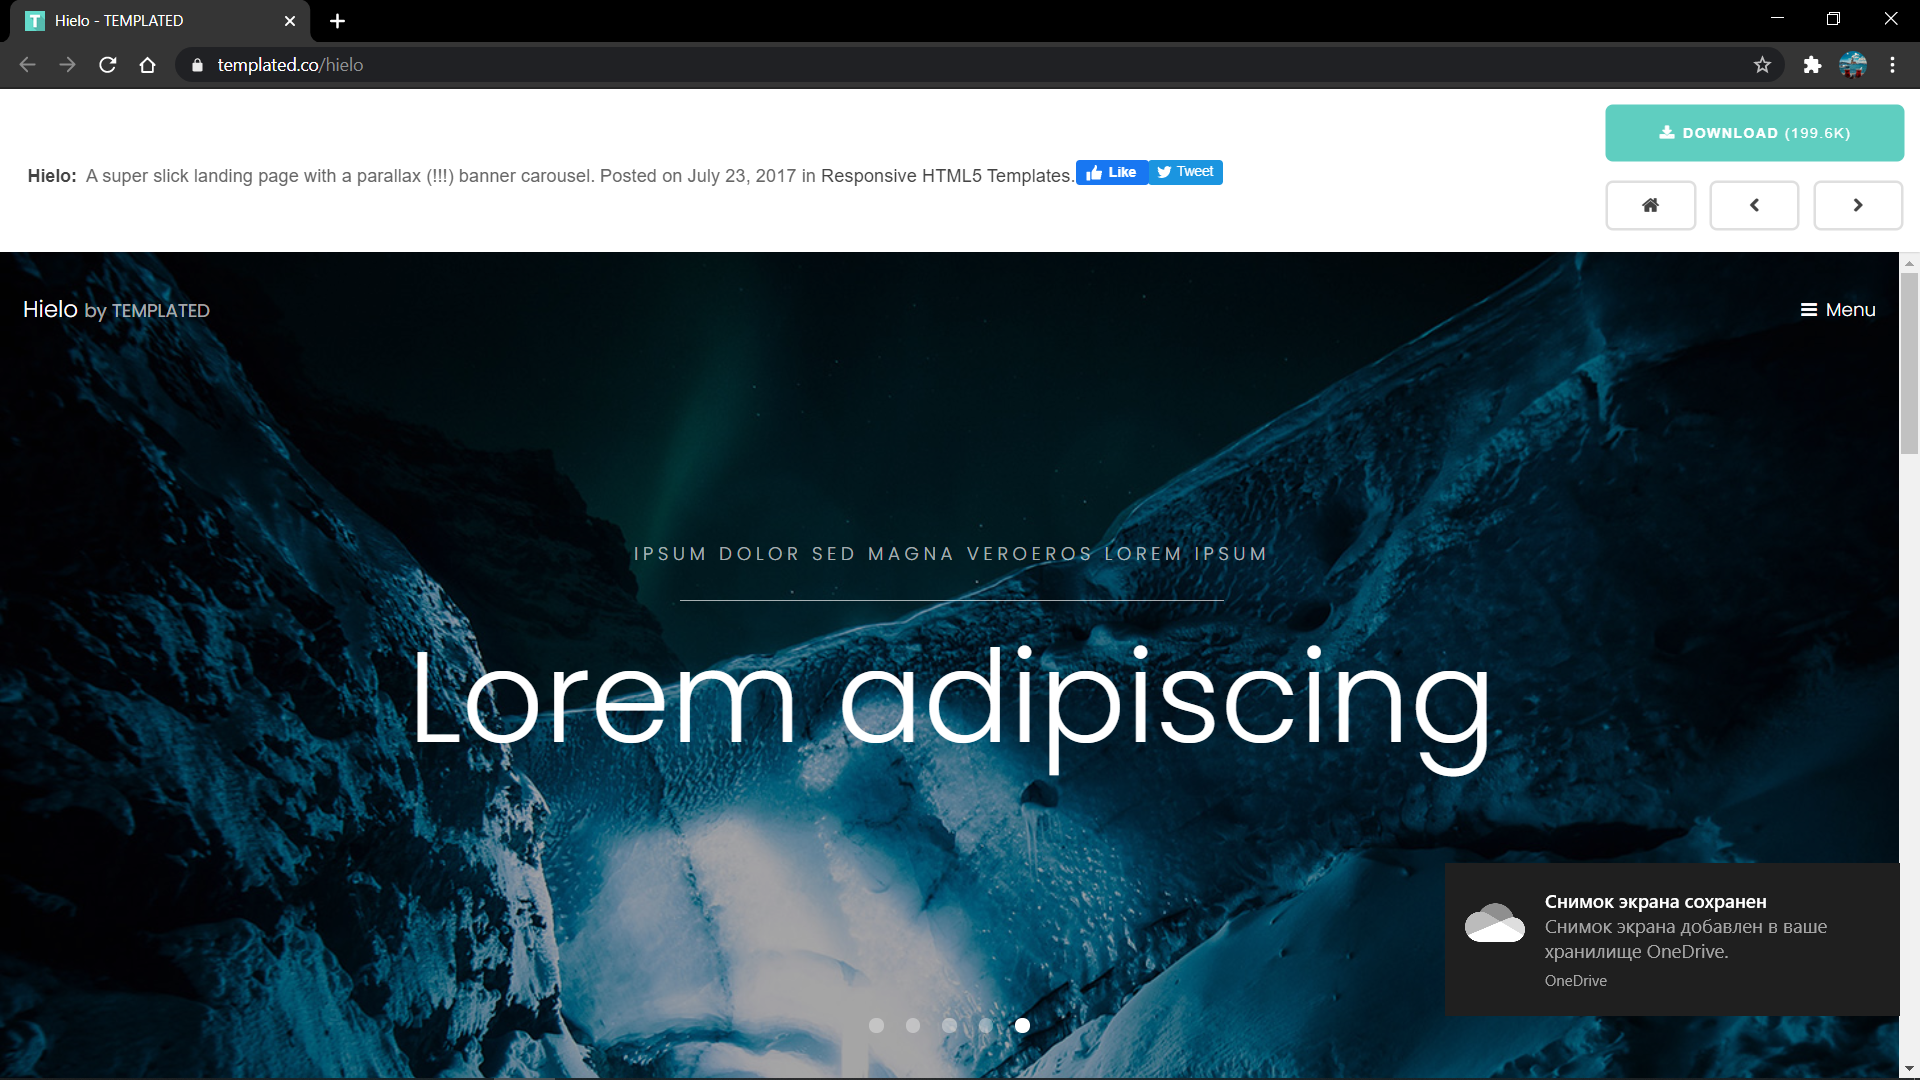 Hielo - TEMPLATED
templated.co/hielo
DOWNLOAD (199.6K)
Hielo: A super slick landing page with a parallax (!!!) banner carousel. Posted on July 23, 2017 in Responsive HTML5 Templates.
Like
Tweet
Hielo by TEMPLATED
Menu
IPSUM DOLOR SED MAGNA VEROEROS LOREM IPSUM
Lorem adipiscing
Снимок экрана сохранен
Снимок экрана добавлен в ваше
хранилище OneDrive.
OneDrive